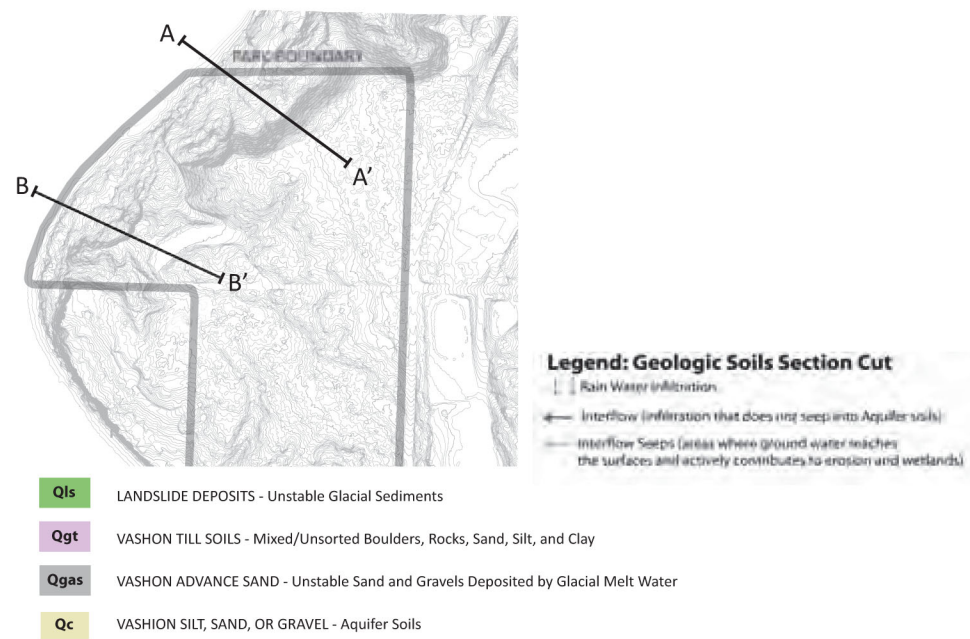 A
PARK BOUNDARY
A’
B
B’
Legend: Geologic Soils Section Cut
Rain Water Infiltration
Interflow (infiltration that does not seep into Aquifer soils)
Interflow Seeps (areas where ground water reaches
the surfaces and actively contributes to erosion and wetlands)
Qls LANDSLIDE DEPOSITS - Unstable Glacial Sediments
Qgt VASHON TILL SOILS - Mixed/Unsorted Boulders, Rocks, Sand, Silt, and Clay
Qgas VASHON ADVANCE SAND - Unstable Sand and Gravels Deposited by Glacial Melt Water
Qc VASHION SILT, SAND, OR GRAVEL - Aquifer Soils